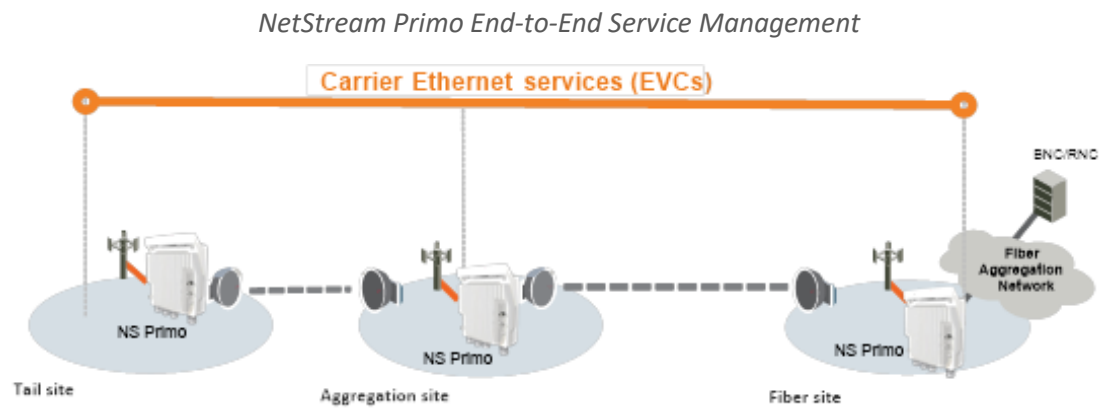 NetStream Primo End-to-End Service Management
Carrier Ethernet services (EVCs)
BNC/RNC
Fiber
Aggregation
Network
NS Primo
NS Primo
NS Primo
Tail site
Aggregation site
Fiber site